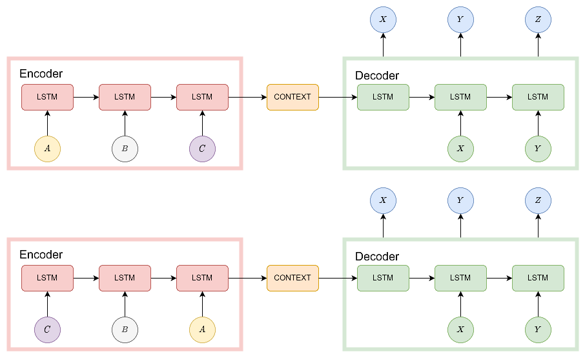 X Y Z
Encoder Decoder
LSTM LSTM LSTM CONTEXT LSTM LSTM LSTM
A B C X Y
X Y Z
Encoder Decoder
LSTM LSTM LSTM CONTEXT LSTM LSTM LSTM
C B A X Y